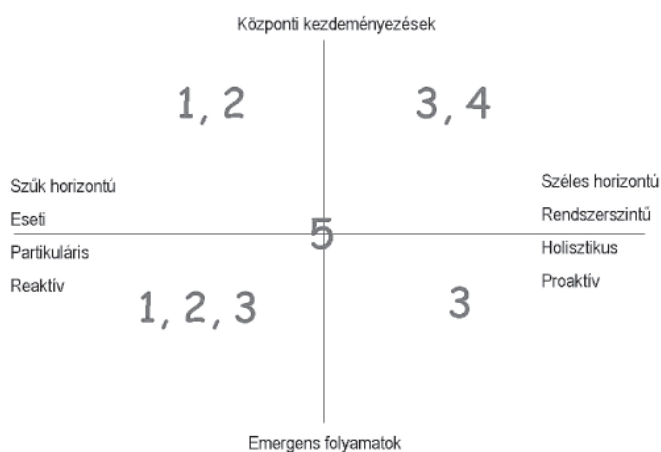 Központi kezdeményezések
1, 2
3, 4
Szűk horizontú
Eseti
Partikuláris
Reaktív
5
Széles horizontú
Rendszerszintű
Holisztikus
Proaktív
1, 2, 3
3
Emergens folyamatok